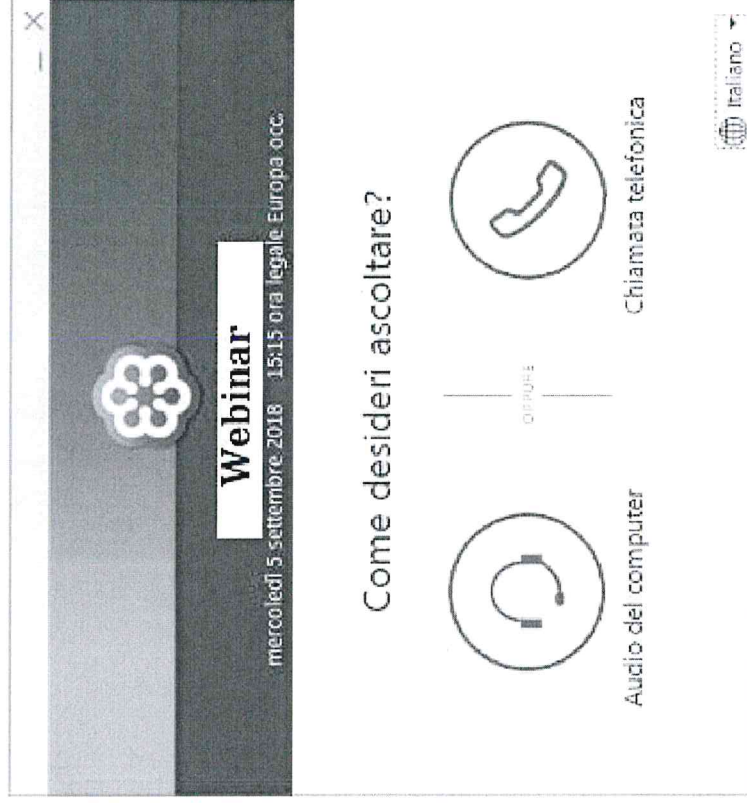 Webinar
mercoledì 5 settembre 2018 15:15 ora legale Europa occ.
Come desideri ascoltare?
Audio del computer
OPPURE
Chiamata telefonica
Italiano